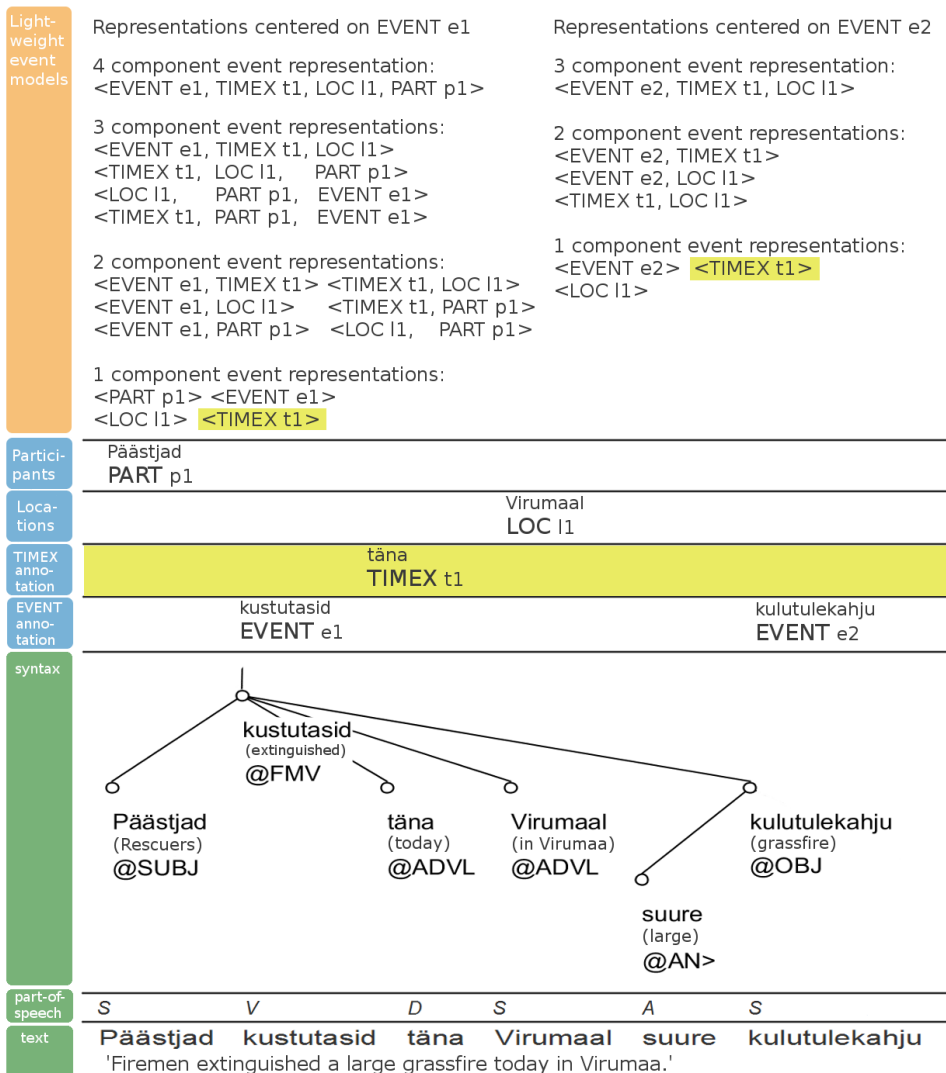 Light-
weight
event
models
Representations centered on EVENT e1
4 component event representation:
<EVENT e1, TIMEX t1, LOC l1, PART p1>
3 component event representations:
<EVENT e1, TIMEX t1, LOC l1>
<TIMEX t1, LOC l1, PART p1>
<LOC l1, PART p1, EVENT e1>
<TIMEX t1, PART p1, EVENT e1>
2 component event representations:
<EVENT e1, TIMEX t1> <TIMEX t1, LOC l1>
<EVENT e1, LOC l1> <TIMEX t1, PART p1>
<EVENT e1, PART p1> <LOC l1, PART p1>
1 component event representations:
<PART p1> <EVENT e1>
<LOC l1> <TIMEX t1>
Representations centered on EVENT e2
3 component event representation:
<EVENT e2, TIMEX t1, LOC l1>
2 component event representations:
<EVENT e2, TIMEX t1>
<EVENT e2, LOC l1>
<TIMEX t1, LOC l1>
1 component event representations:
<EVENT e2> <TIMEX t1>
<LOC l1>
Partici-
pants
Päästjad
PART p1
Loca-
tions
Virumaal
LOC l1
TIMEX
anno-
tation
täna
TIMEX t1
EVENT
anno-
tation
kustutasid
EVENT e1
kulutulekahju
EVENT e2
syntax
kustutasid
(extinguished)
@FMV
Päästjad
(Rescuers)
@SUBJ
täna
(today)
@ADVL
Virumaal
(in Virumaa)
@ADVL
kulutulekahju
(grassfire)
@OBJ
suure
(large)
@AN>
part-of-
speech
S V D S A S
text
Päästjad kustutasid täna Virumaal suure kulutulekahju
'Firemen extinguished a large grassfire today in Virumaa.'